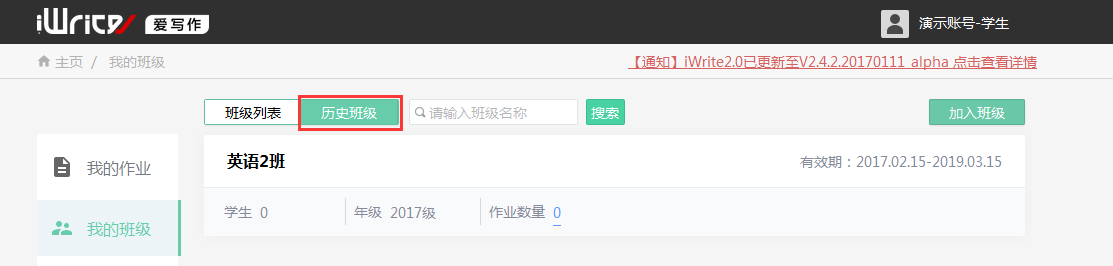 iWrite 爱写作
演示账号-学生
主页 / 我的班级
【通知】iWrite2.0已更新至V2.4.2.20170111_alpha 点击查看详情
班级列表 历史班级 请输入班级名称 搜索 加入班级
我的作业
我的班级
英语2班 有效期：2017.02.15-2019.03.15
学生 0 年级 2017级 作业数量 0